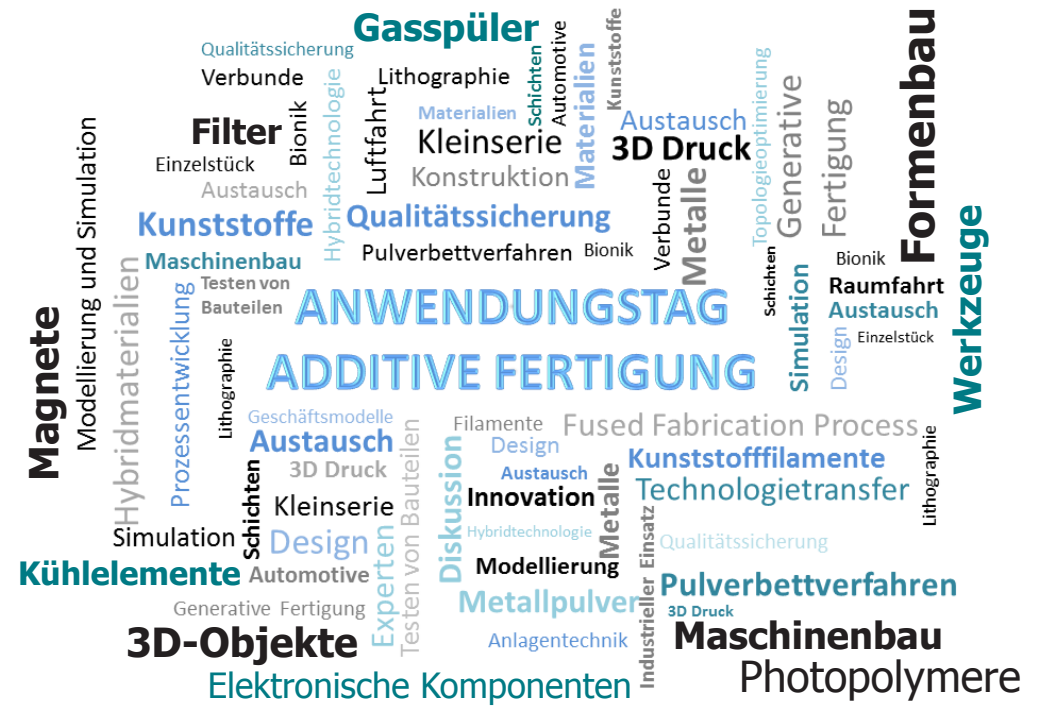 Gasspüler
Qualitätssicherung
Verbunde
Lithographie
Hybridtechnologie
Luftfahrt
Schichten
Automotive
Materialien
Kunststoffe
Materialien
Filter
Bionik
Kleinserie
Austausch
3D Druck
Topologieoptimierung
Generative
Fertigung
Formenbau
Einzelstück
Austausch
Konstruktion
Kunststoffe
Qualitätssicherung
Verbunde
Metalle
Pulverbettverfahren
Bionik
Modellierung und Simulation
Maschinenbau
Hybridmaterialien
Prozessentwicklung
Testen von
Bauteilen
ANWENDUNGSTAG
ADDITIVE FERTIGUNG
Schichten
Simulation
Bionik
Raumfahrt
Austausch
Design
Einzelstück
Werkzeuge
Magnete
Lithographie
Geschäftsmodelle
Austausch
3D Druck
Schichten
Kleinserie
Simulation
Design
Kühlelemente
Automotive
Generative Fertigung
Experten
Testen von Bauteilen
3D-Objekte
Elektronische Komponenten
Filamente
Fused Fabrication Process
Design
Diskussion
Austausch
Innovation
Metalle
Kunststofffilamente
Technologietransfer
Lithographie
Hybridtechnologie
Modellierung
Qualitätssicherung
Metallpulver
Industrieller Einsatz
Pulverbettverfahren
3D Druck
Anlagentechnik
Maschinenbau
Photopolymere